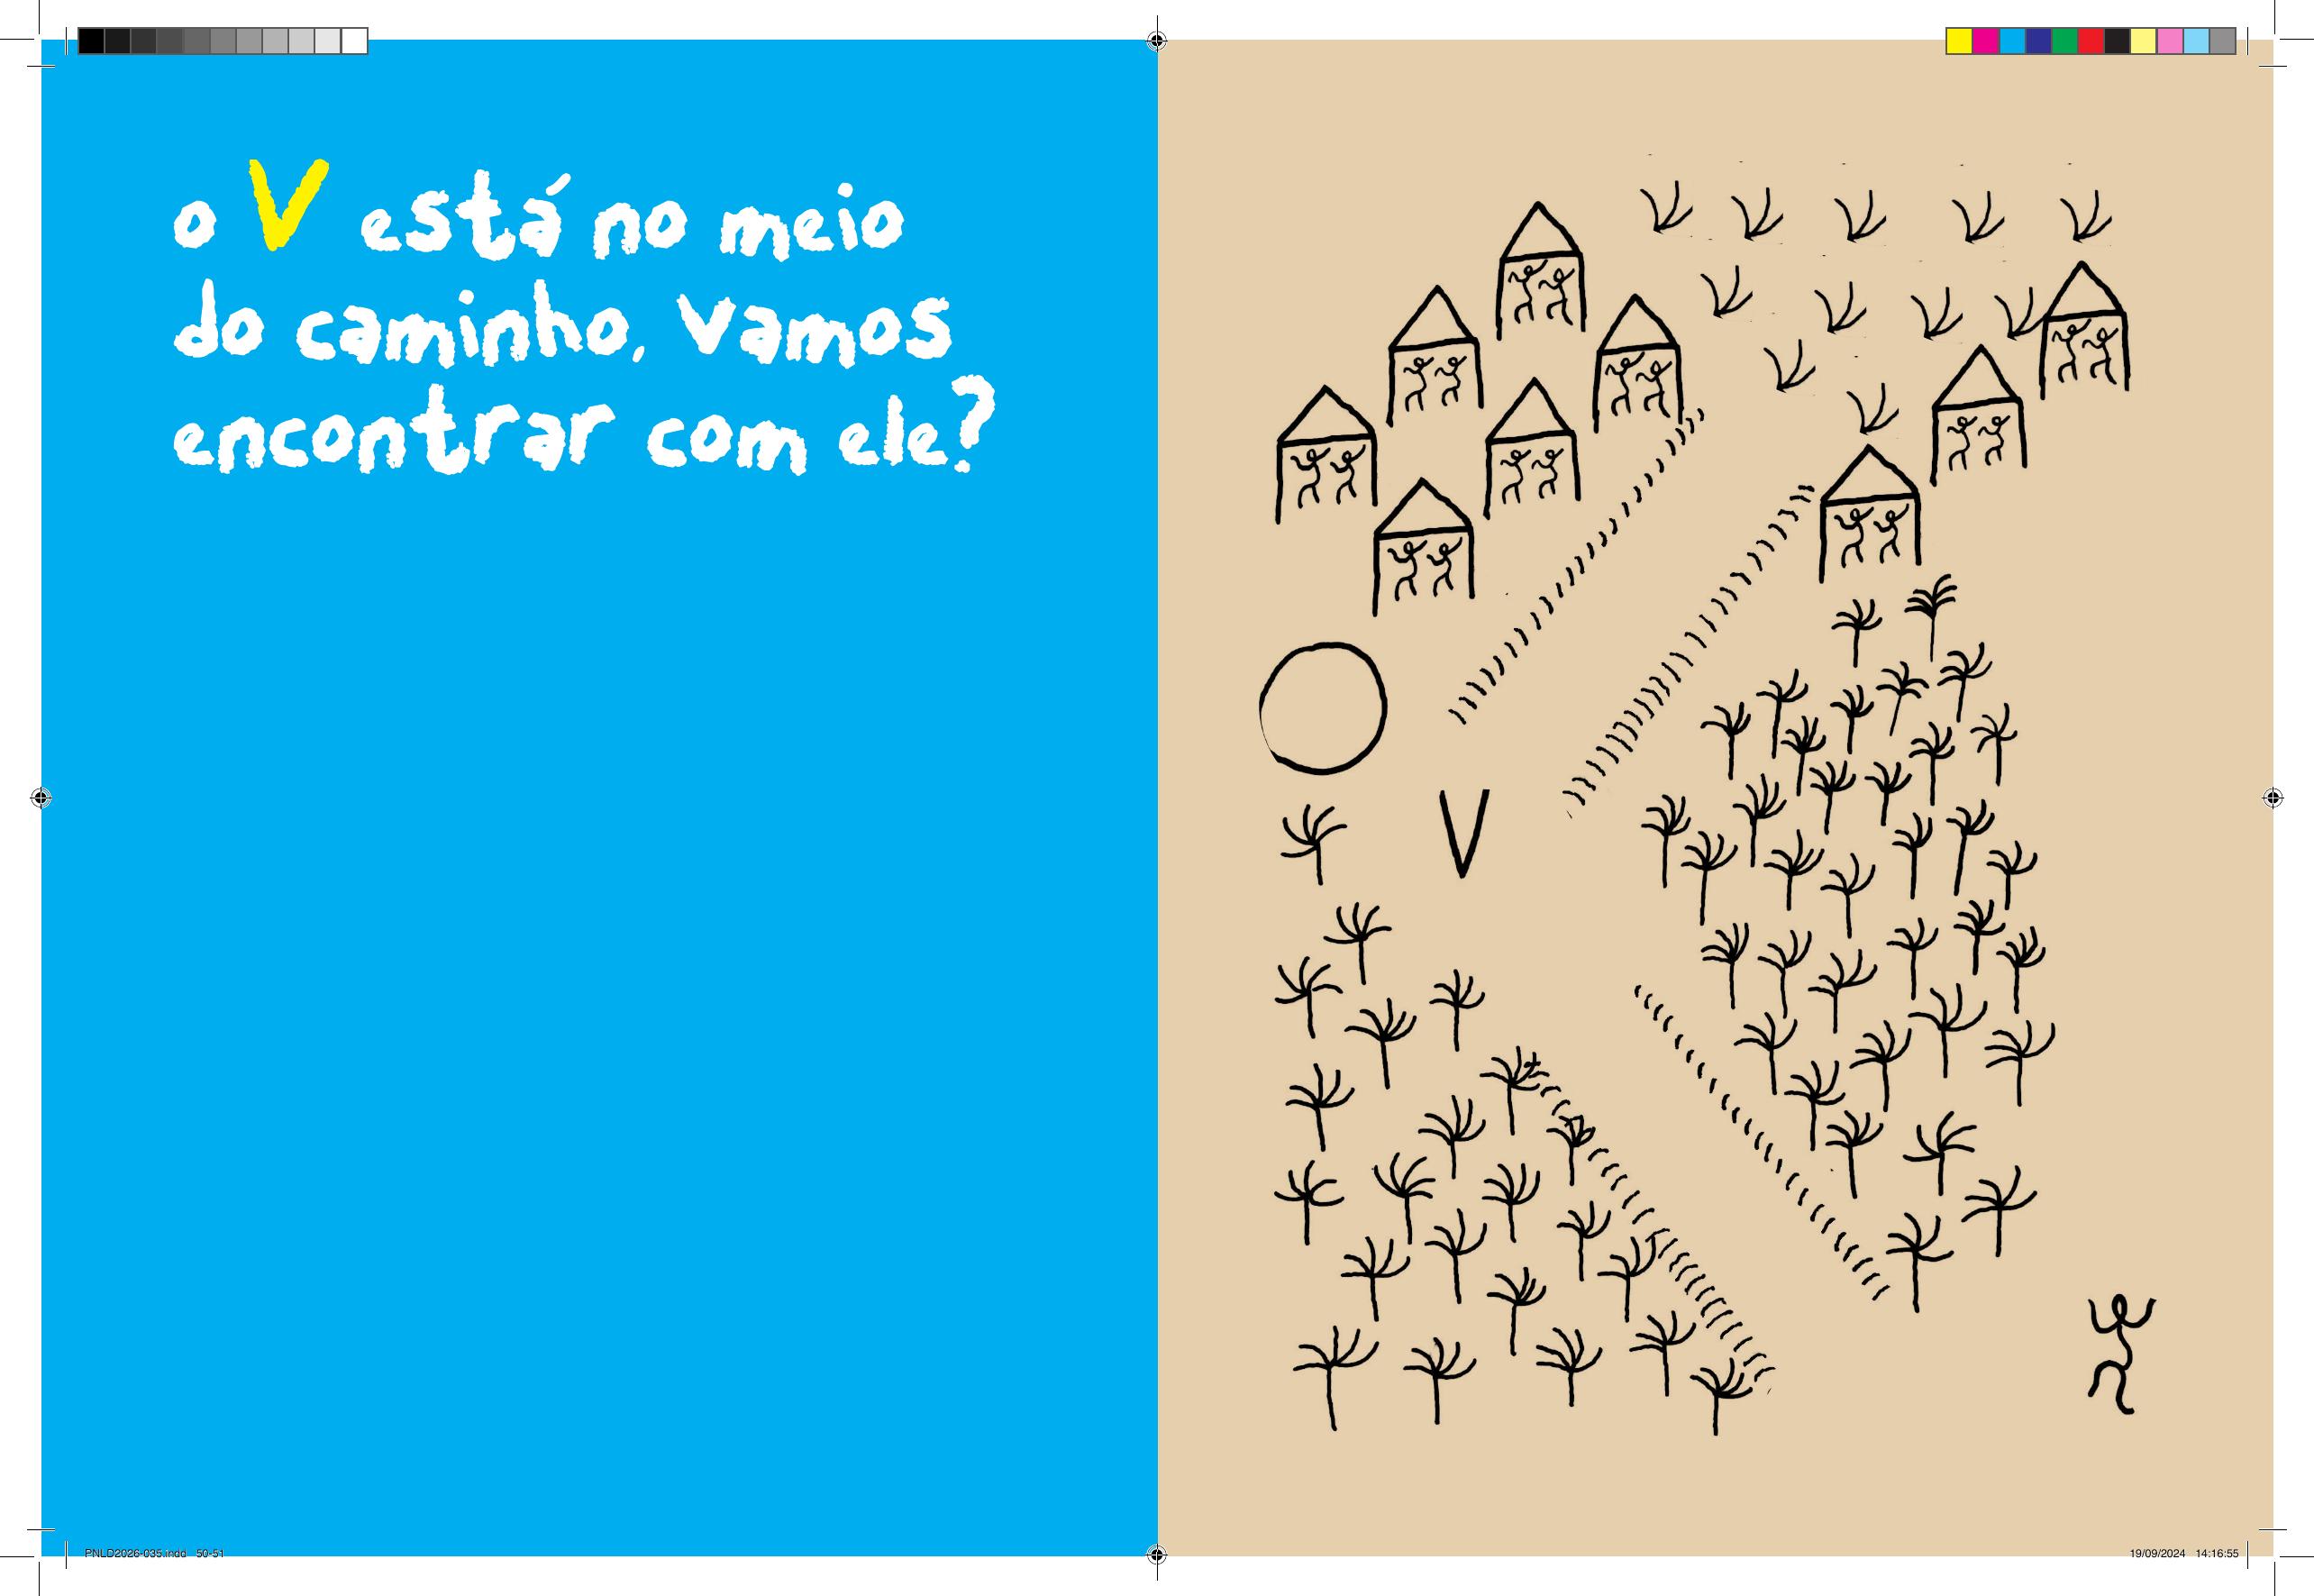 o V está no meio
do caminho, vamos
encontrar com ele?
V
PNLD2026-035.indd   50-51
19/09/2024   14:16:55